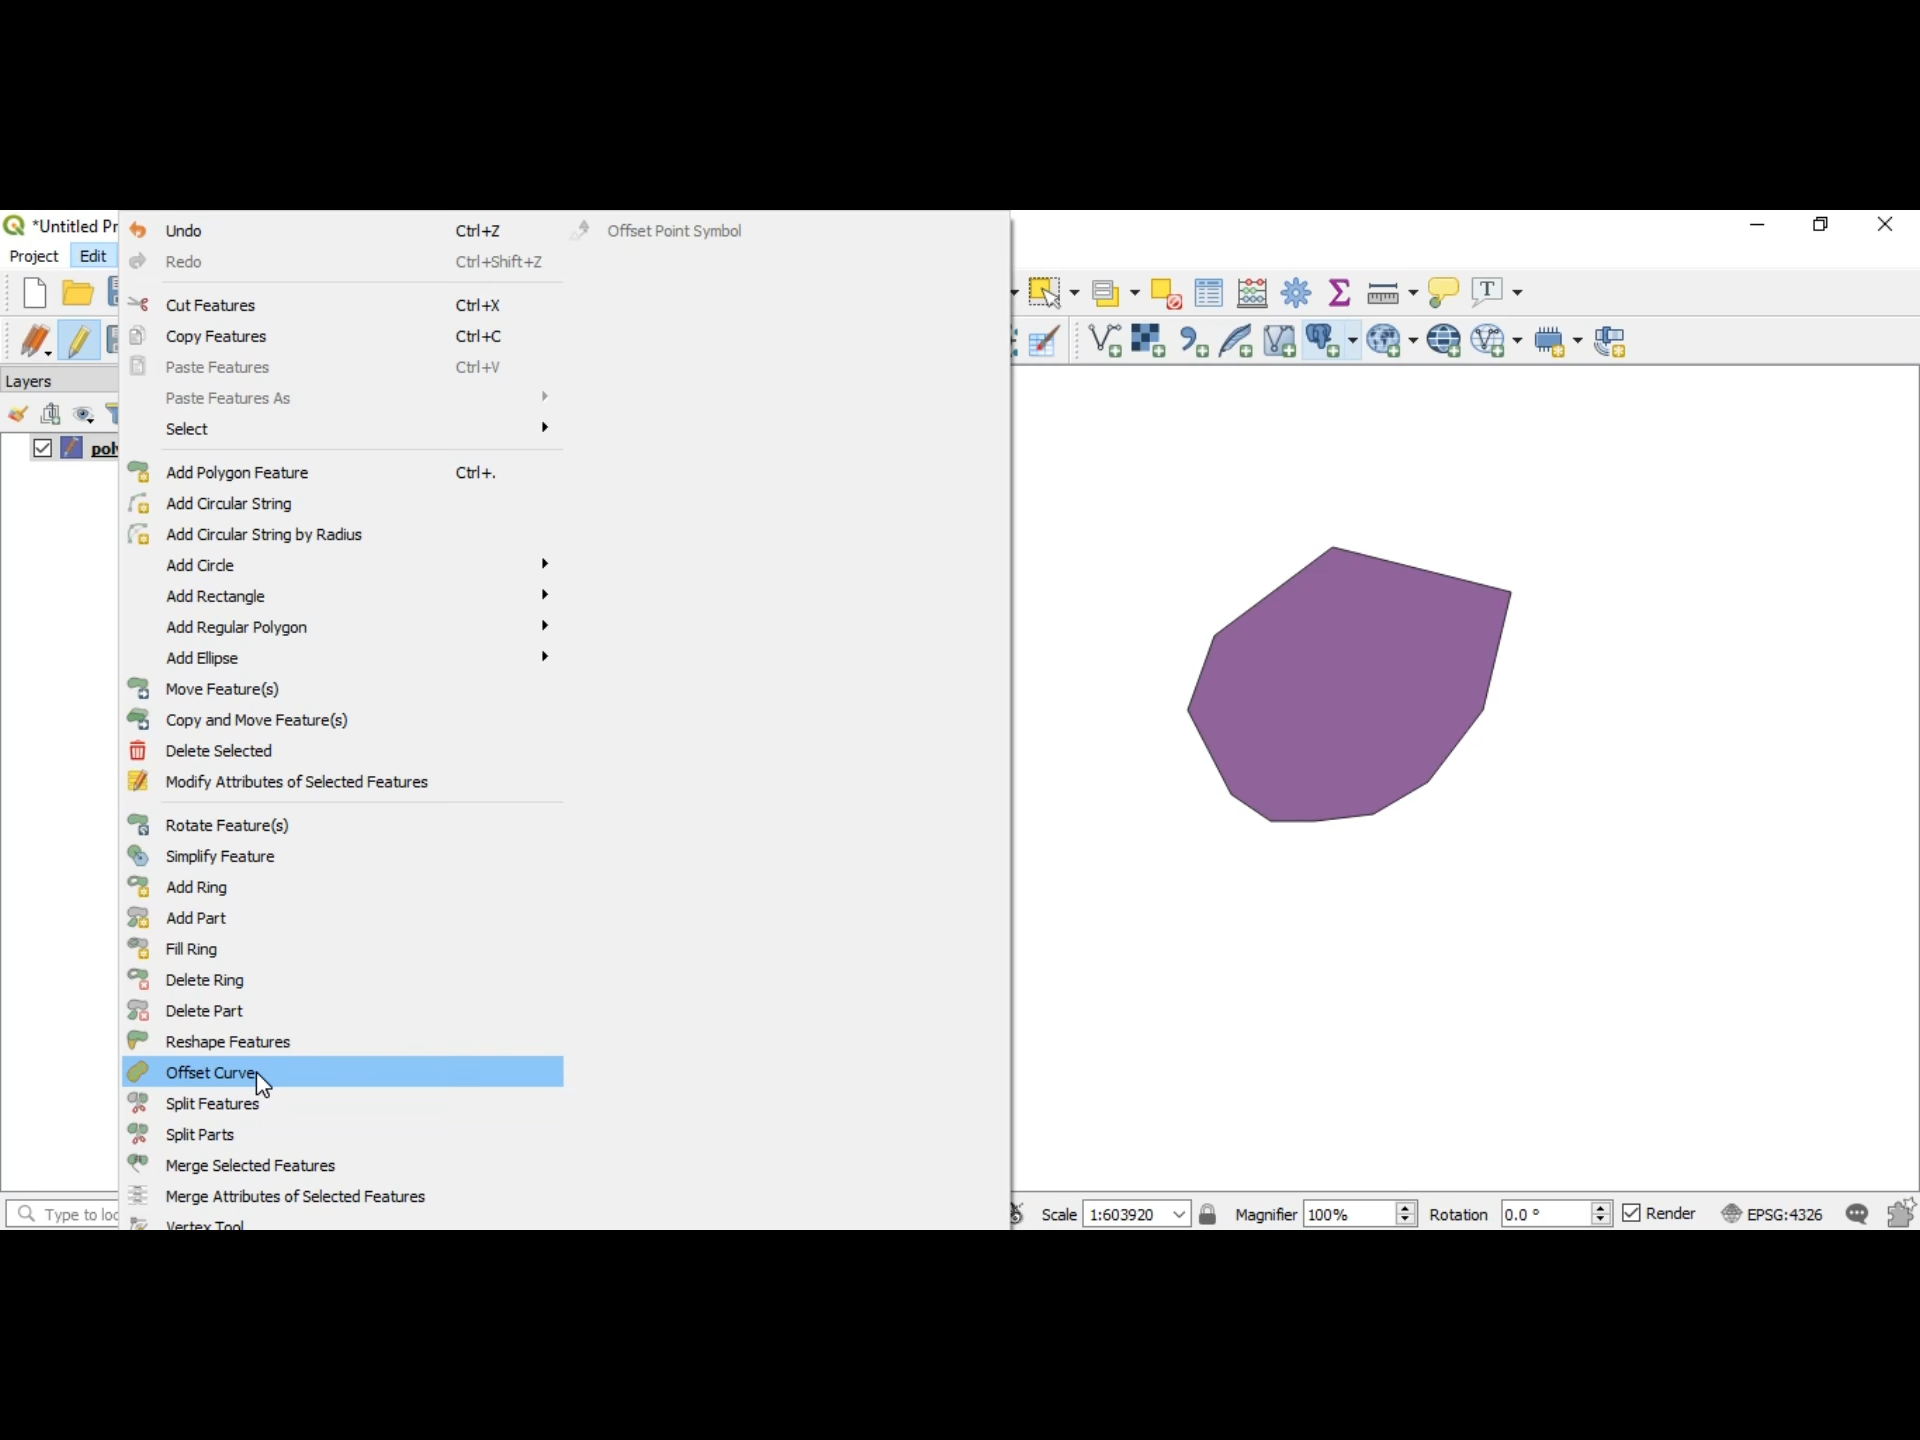 *Untitled Pr
Project Edit
Layers
pol
Type to loc
Undo Ctrl+Z
Redo Ctrl+Shift+Z
Cut Features Ctrl+X
Copy Features Ctrl+C
Paste Features Ctrl+V
Paste Features As
Select
Add Polygon Feature Ctrl+.
Add Circular String
Add Circular String by Radius
Add Circle
Add Rectangle
Add Regular Polygon
Add Ellipse
Move Feature(s)
Copy and Move Feature(s)
Delete Selected
Modify Attributes of Selected Features
Rotate Feature(s)
Simplify Feature
Add Ring
Add Part
Fill Ring
Delete Ring
Delete Part
Reshape Features
Offset Curve
Split Features
Split Parts
Merge Selected Features
Merge Attributes of Selected Features
Vertex Tool
Offset Point Symbol
Scale 1:603920 Magnifier 100% Rotation 0.0 ° Render EPSG:4326